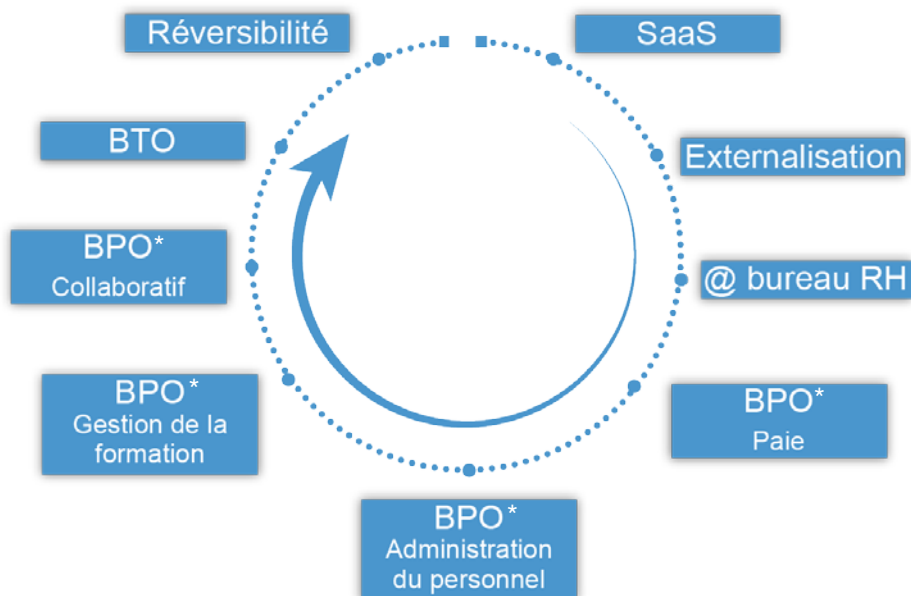 Réversibilité
SaaS
BTO
Externalisation
BPO*
Collaboratif
@ bureau RH
BPO*
Gestion de la
formation
BPO*
Paie
BPO*
Administration
du personnel